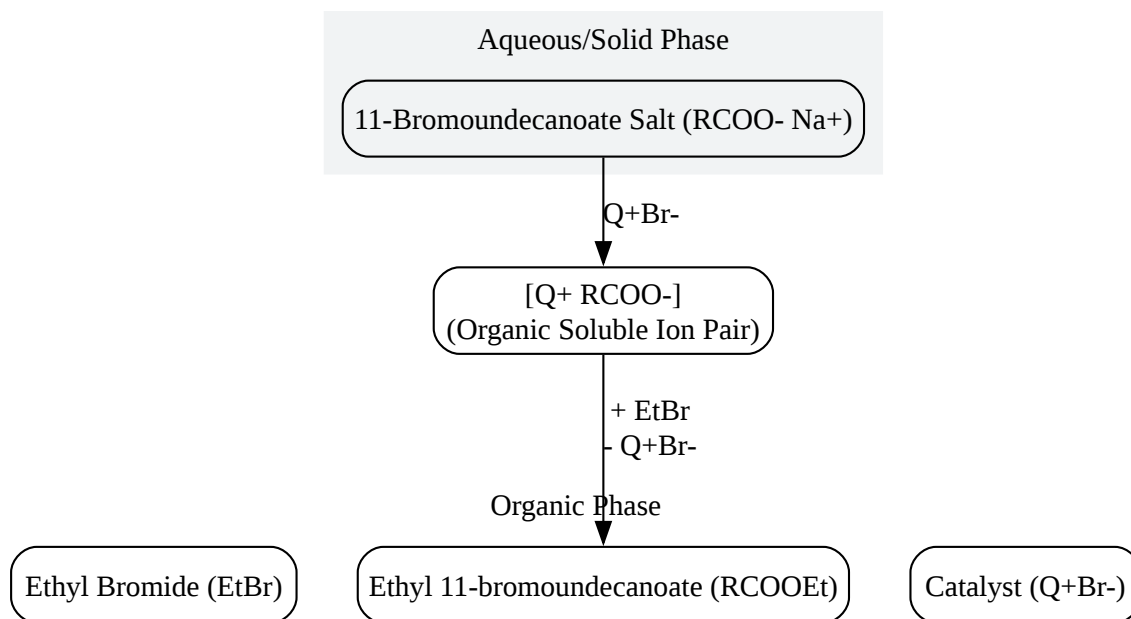 Aqueous/Solid Phase
11-Bromoundecanoate Salt (RCOO- Na+)
Q+Br-
[Q+ RCOO-]
(Organic Soluble Ion Pair)
+ EtBr
- Q+Br-
Organic Phase
Ethyl Bromide (EtBr)
Ethyl 11-bromoundecanoate (RCOOEt)
Catalyst (Q+Br-)